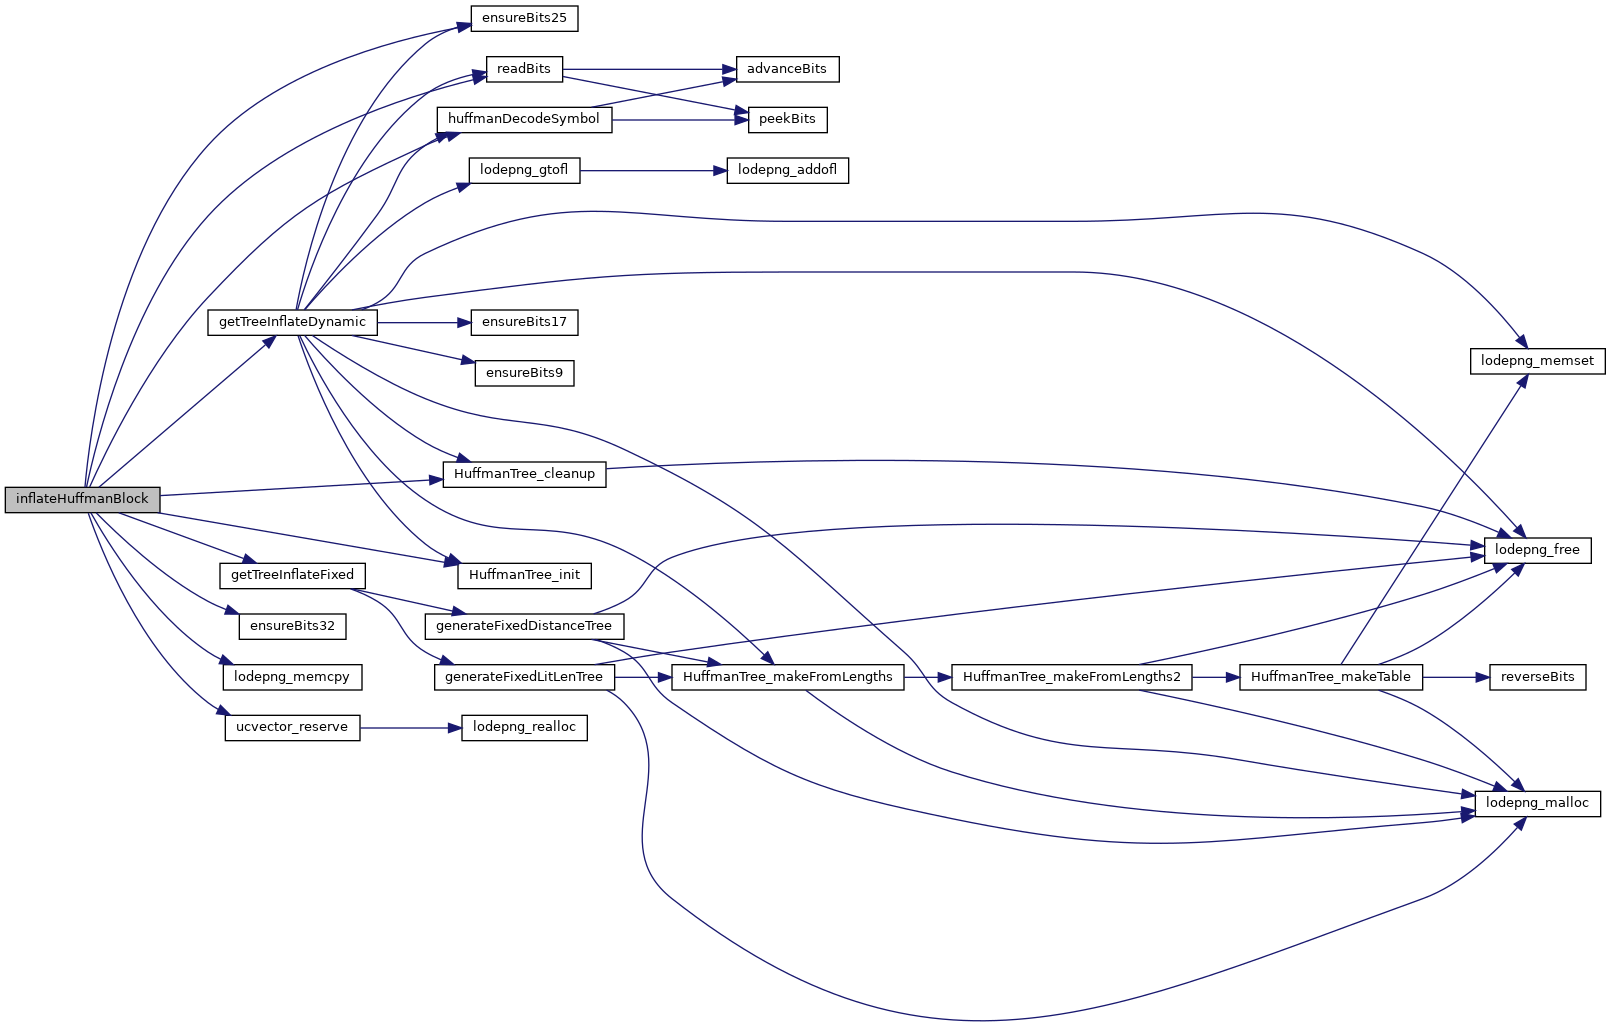 ensureBits25
readBits
advanceBits
huffmanDecodeSymbol
peekBits
lodepng_gtofl
lodepng_addofl
getTreeInflateDynamic
ensureBits17
lodepng_memset
ensureBits9
HuffmanTree_cleanup
inflateHuffmanBlock
lodepng_free
getTreeInflateFixed
HuffmanTree_init
ensureBits32
generateFixedDistanceTree
lodepng_memcpy
generateFixedLitLenTree
HuffmanTree_makeFromLengths
HuffmanTree_makeFromLengths2
HuffmanTree_makeTable
reverseBits
ucvector_reserve
lodepng_realloc
lodepng_malloc